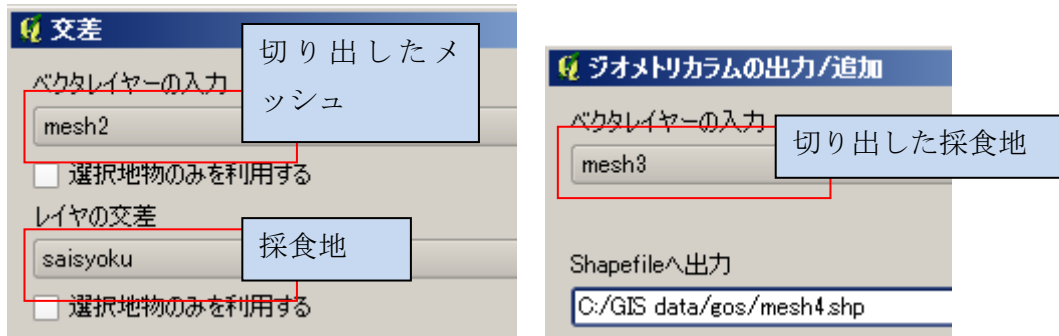 交差
切り出したメ
ッシュ
ベクタレイヤーの入力
mesh2
選択地物のみを利用する
レイヤの交差
採食地
saisyoku
選択地物のみを利用する
ジオメトリカラムの出力/追加
ベクタレイヤーの入力
切り出した採食地
mesh3
Shapefileへ出力
C:/GIS data/gos/mesh4.shp